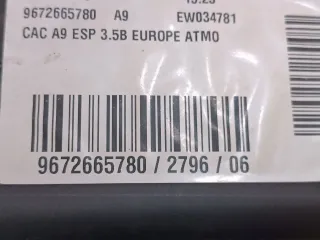 9672665780 A9 EW034781
CAC A9 ESP 3.5B EUROPE ATMO
9672665780 / 2796 / 06